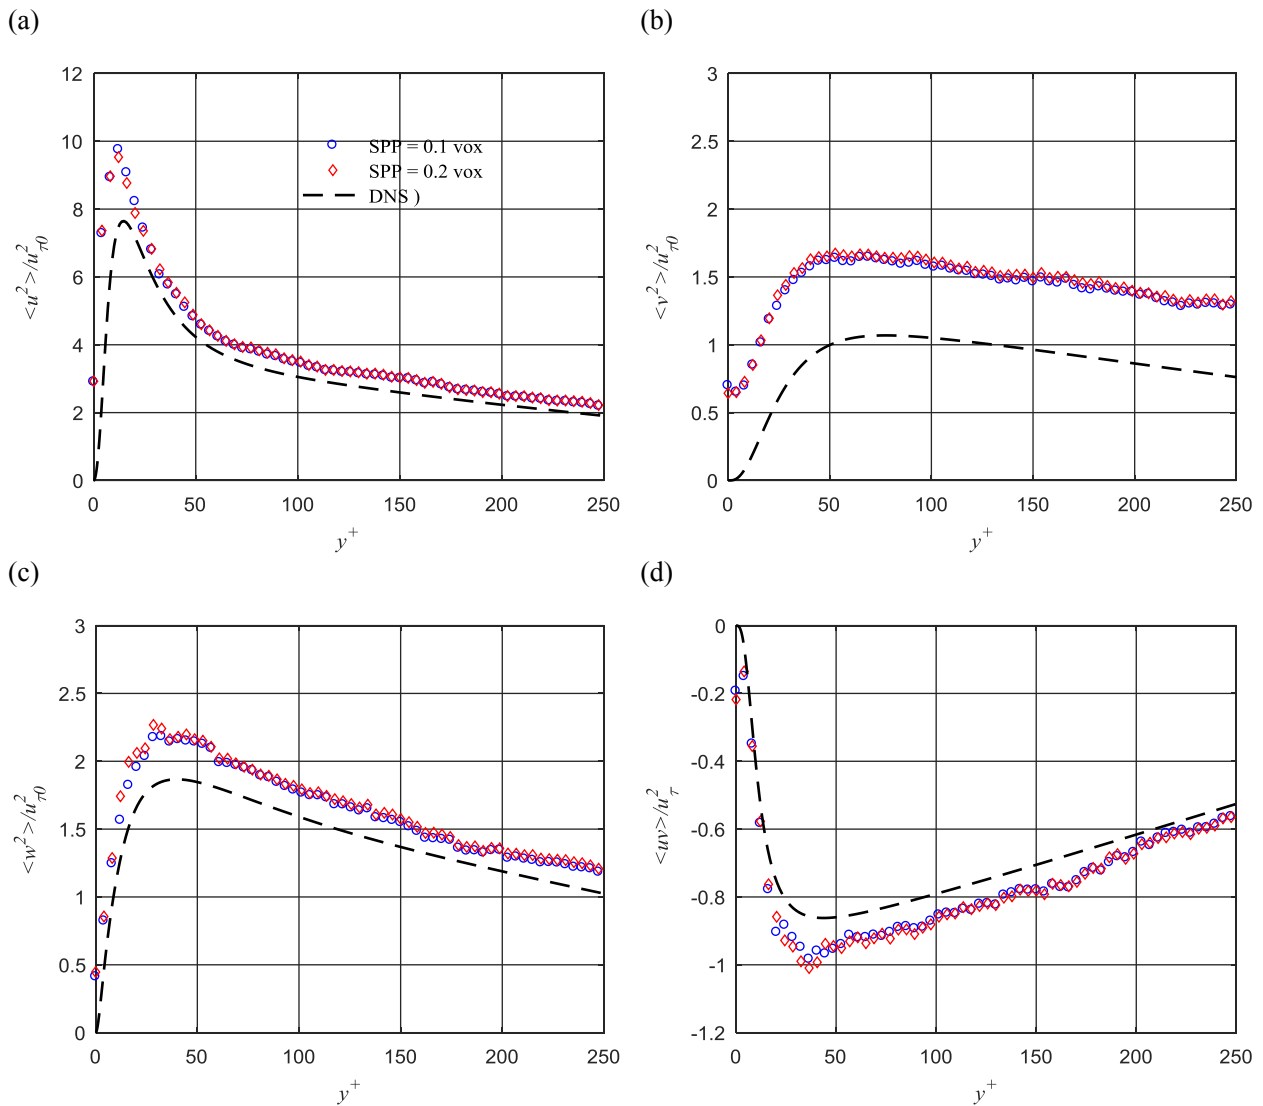 (a)
(b)
12
10
8
6
4
2
0
<u²>/u²τ0
SPP = 0.1 vox
SPP = 0.2 vox
DNS )
0 50 100 150 200 250
y⁺
3
2.5
2
1.5
1
0.5
0
<v²>/u²τ0
0 50 100 150 200 250
y⁺
(c)
(d)
3
2.5
2
1.5
1
0.5
0
<w²>/u²τ0
0 50 100 150 200 250
y⁺
0
-0.2
-0.4
-0.6
-0.8
-1
-1.2
<uv>/u²τ
0 50 100 150 200 250
y⁺